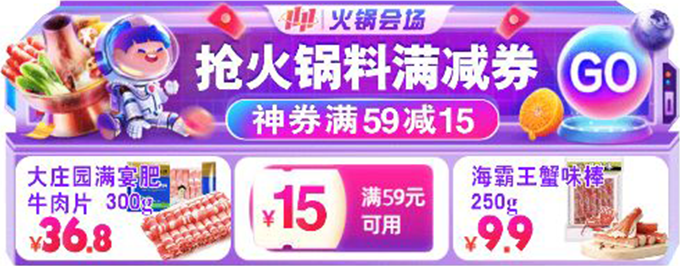 11.11 火锅会场
抢火锅料满减券
GO
神券满59减15
大庄园满宴肥
牛肉片 300g
¥36.8
¥15
满59元
可用
海霸王蟹味棒
250g
¥9.9